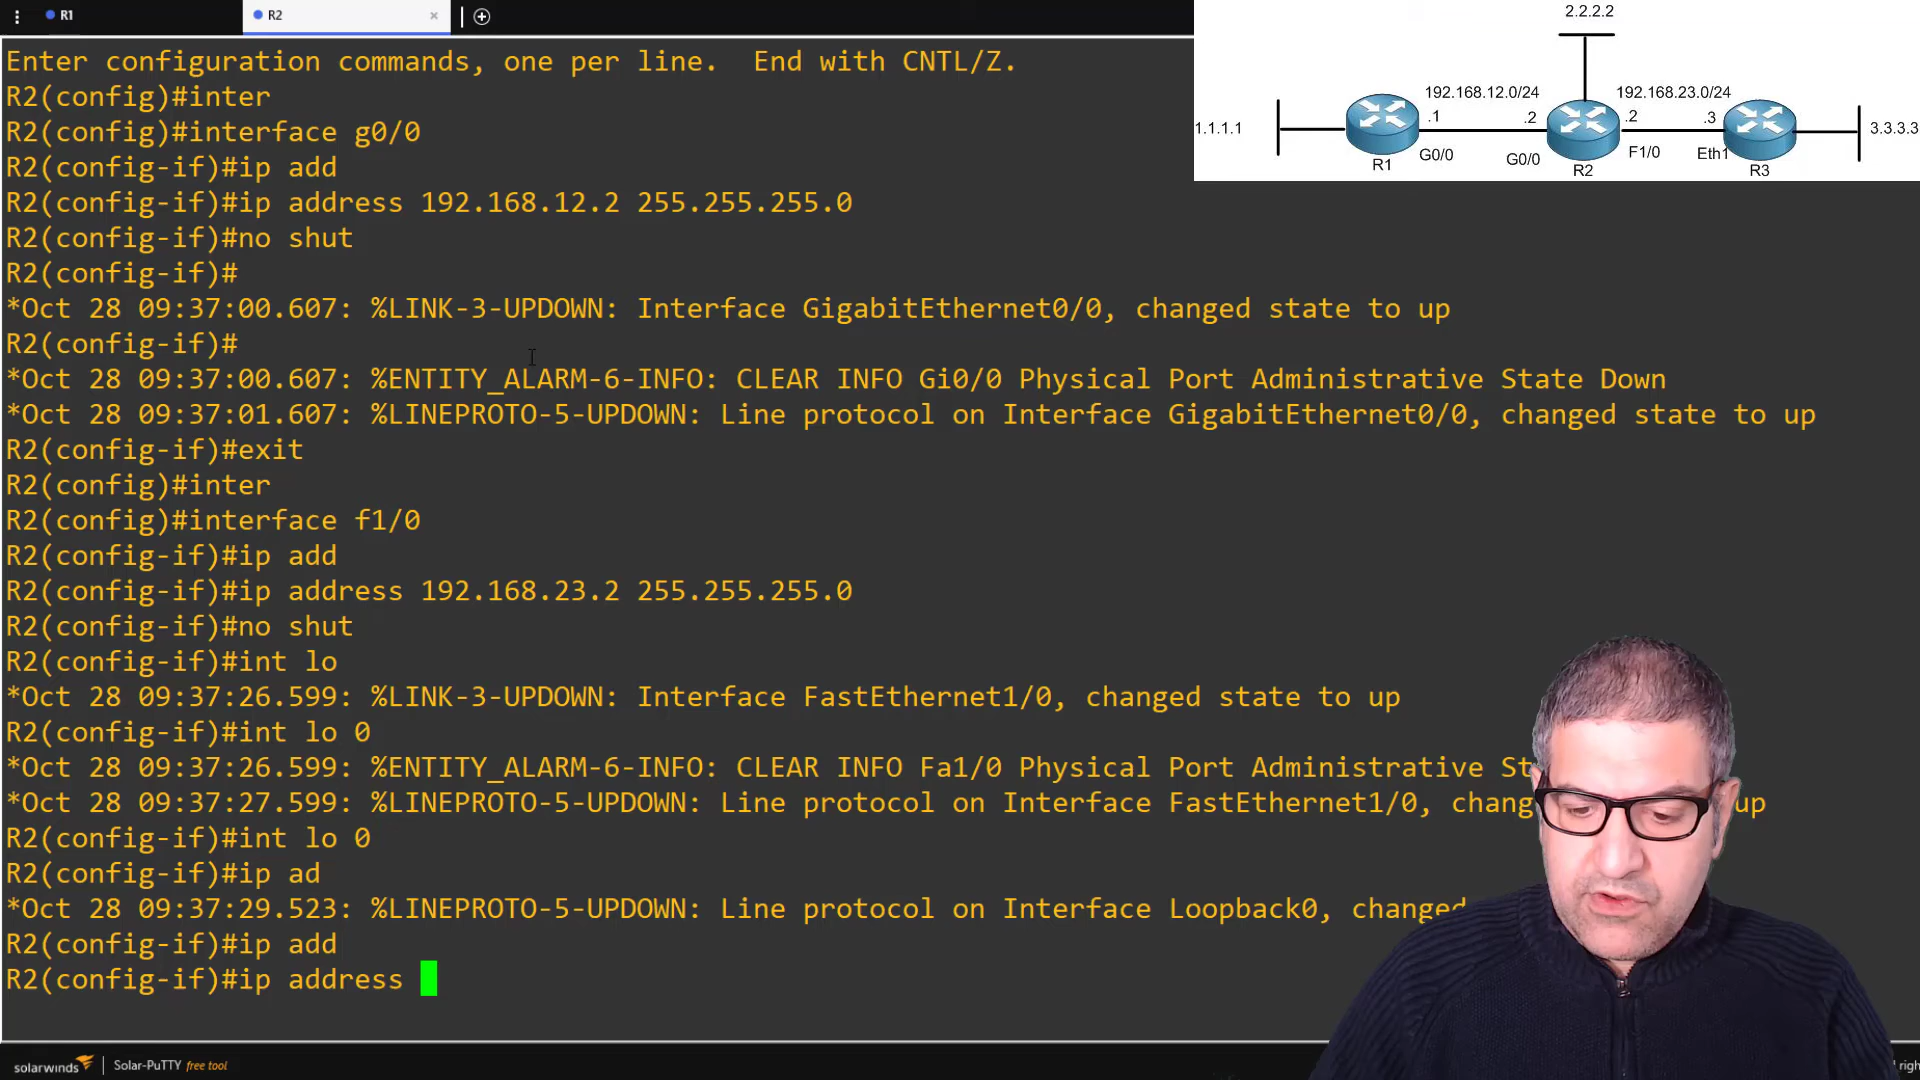 R1
R2
Enter configuration commands, one per line.  End with CNTL/Z.
R2(config)#inter
R2(config)#interface g0/0
R2(config-if)#ip add
R2(config-if)#ip address 192.168.12.2 255.255.255.0
R2(config-if)#no shut
R2(config-if)#
*Oct 28 09:37:00.607: %LINK-3-UPDOWN: Interface GigabitEthernet0/0, changed state to up
R2(config-if)#
*Oct 28 09:37:00.607: %ENTITY_ALARM-6-INFO: CLEAR INFO Gi0/0 Physical Port Administrative State Down
*Oct 28 09:37:01.607: %LINEPROTO-5-UPDOWN: Line protocol on Interface GigabitEthernet0/0, changed state to up
R2(config-if)#exit
R2(config)#inter
R2(config)#interface f1/0
R2(config-if)#ip add
R2(config-if)#ip address 192.168.23.2 255.255.255.0
R2(config-if)#no shut
R2(config-if)#int lo
*Oct 28 09:37:26.599: %LINK-3-UPDOWN: Interface FastEthernet1/0, changed state to up
R2(config-if)#int lo 0
*Oct 28 09:37:26.599: %ENTITY_ALARM-6-INFO: CLEAR INFO Fa1/0 Physical Port Administrative St
*Oct 28 09:37:27.599: %LINEPROTO-5-UPDOWN: Line protocol on Interface FastEthernet1/0, chang up
R2(config-if)#int lo 0
R2(config-if)#ip ad
*Oct 28 09:37:29.523: %LINEPROTO-5-UPDOWN: Line protocol on Interface Loopback0, changed
R2(config-if)#ip add
R2(config-if)#ip address
2.2.2.2
192.168.12.0/24 192.168.23.0/24
.1 .2 .2 .3
1.1.1.1 3.3.3.3
G0/0 G0/0 F1/0 Eth1
R1 R2 R3
solarwinds Solar-PuTTY free tool